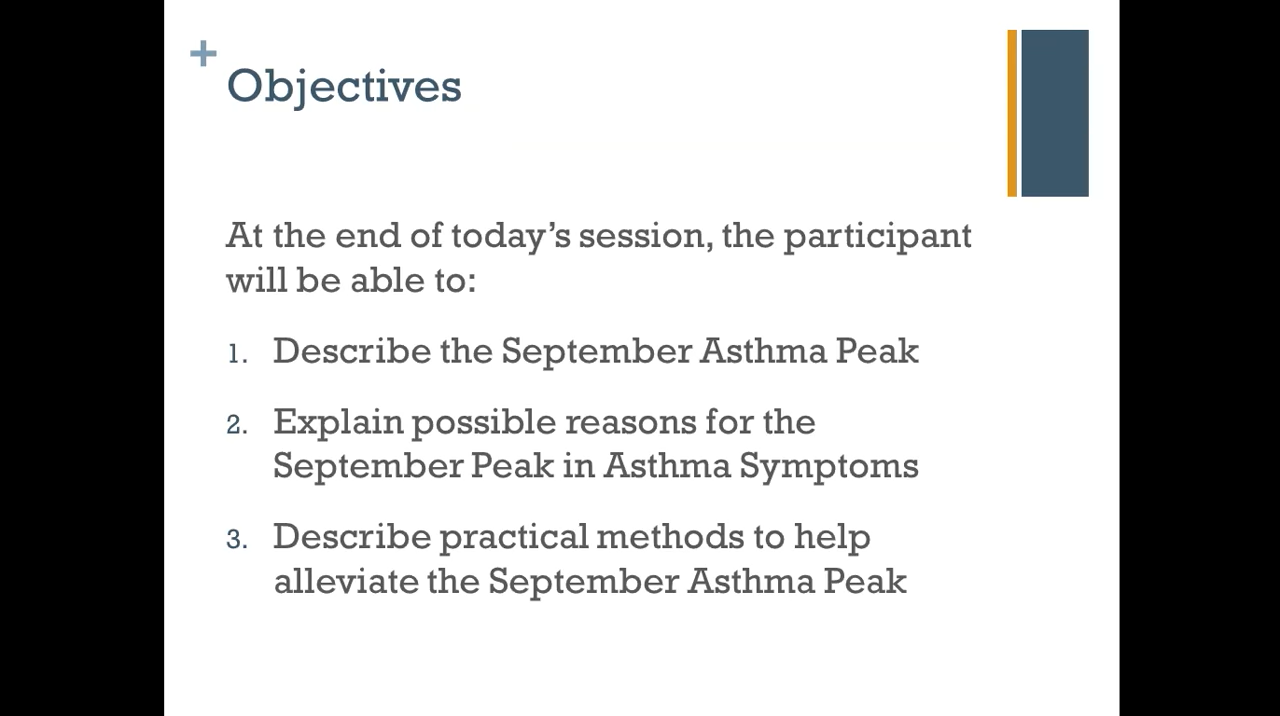 +
Objectives
At the end of today’s session, the participant
will be able to:
1. Describe the September Asthma Peak
2. Explain possible reasons for the
September Peak in Asthma Symptoms
3. Describe practical methods to help
alleviate the September Asthma Peak